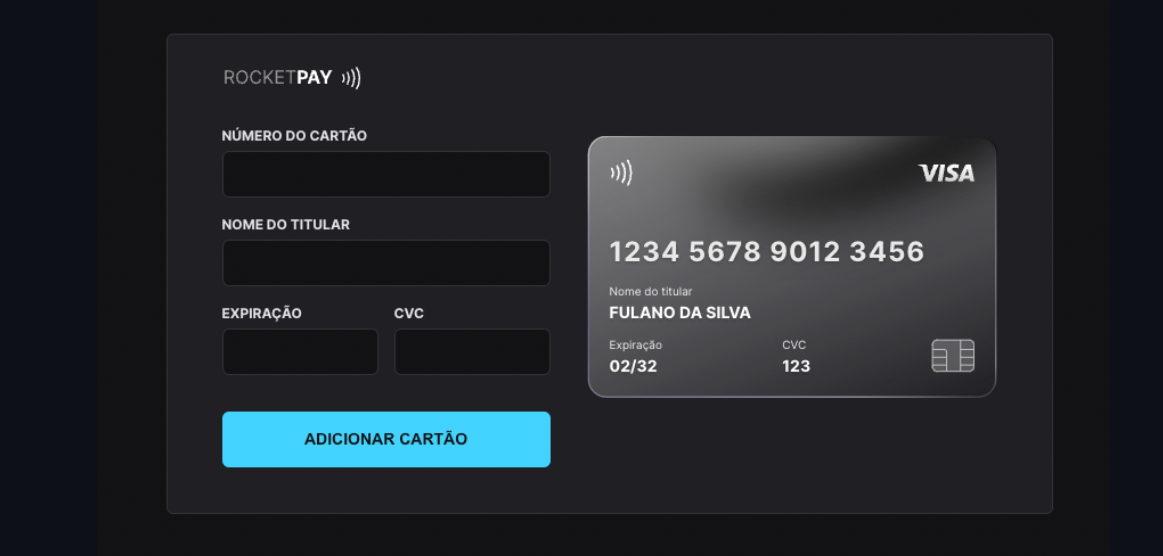 ROCKETPAY
NÚMERO DO CARTÃO
NOME DO TITULAR
EXPIRAÇÃO CVC
ADICIONAR CARTÃO
VISA
1234 5678 9012 3456
Nome do titular
FULANO DA SILVA
Expiração CVC
02/32 123